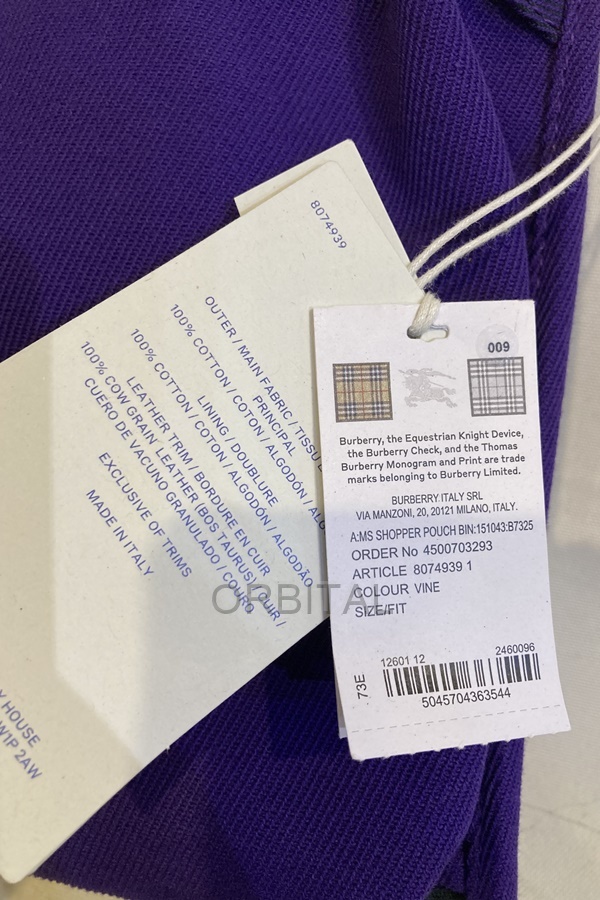 8074939
OUTER / MAIN FABRIC / TISSU
PRINCIPAL
100% COTTON / COTON / ALGODÓN / ALG
LINING / DOUBLURE
100% COTTON / COTON / ALGODÓN / ALGODÃO
LEATHER TRIM / BORDURE EN CUIR
100% COW GRAIN LEATHER (BOS TAURUS) / CUIR /
CUERO DE VACUNO GRANULADO / COURO
EXCLUSIVE OF TRIMS
MADE IN ITALY
Y HOUSE
W1P 2AW
009
Burberry, the Equestrian Knight Device,
the Burberry Check, and the Thomas
Burberry Monogram and Print are trade
marks belonging to Burberry Limited.
BURBERRY ITALY SRL
VIA MANZONI, 20, 20121 MILANO, ITALY.
A:MS SHOPPER POUCH BIN:151043:B7325
ORDER No 4500703293
ARTICLE 8074939 1
COLOUR VINE
SIZE/FIT
12601 12 2460096
73E
5045704363544
ORBITAL